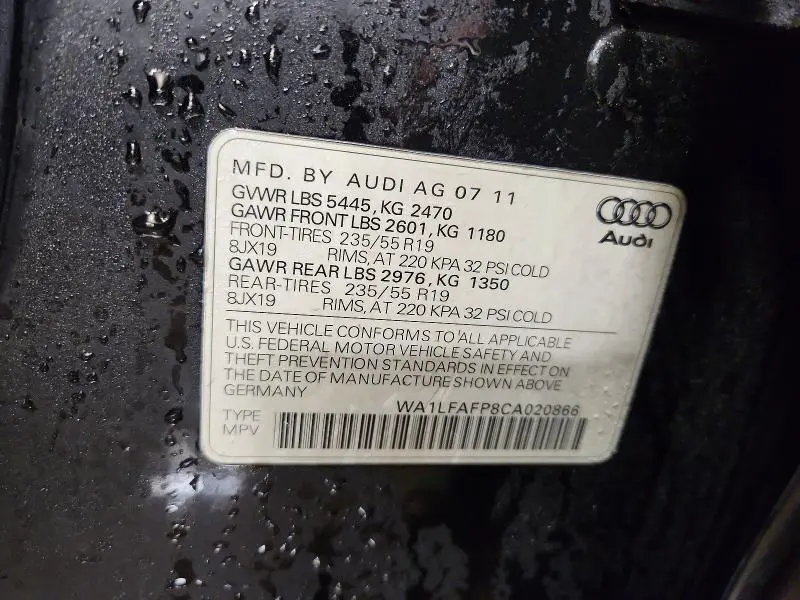 MFD. BY AUDI AG 07 11
GVWR LBS 5445, KG 2470
GAWR FRONT LBS 2601, KG 1180
FRONT-TIRES 235/55 R19
8JX19 RIMS, AT 220 KPA 32 PSI COLD
GAWR REAR LBS 2976, KG 1350
REAR-TIRES 235/55 R19
8JX19 RIMS, AT 220 KPA 32 PSI COLD
Audi
THIS VEHICLE CONFORMS TO ALL APPLICABLE
U.S. FEDERAL MOTOR VEHICLE SAFETY AND
THEFT PREVENTION STANDARDS IN EFFECT ON
THE DATE OF MANUFACTURE SHOWN ABOVE
GERMANY
WA1LFAFP8CA020866
TYPE
MPV